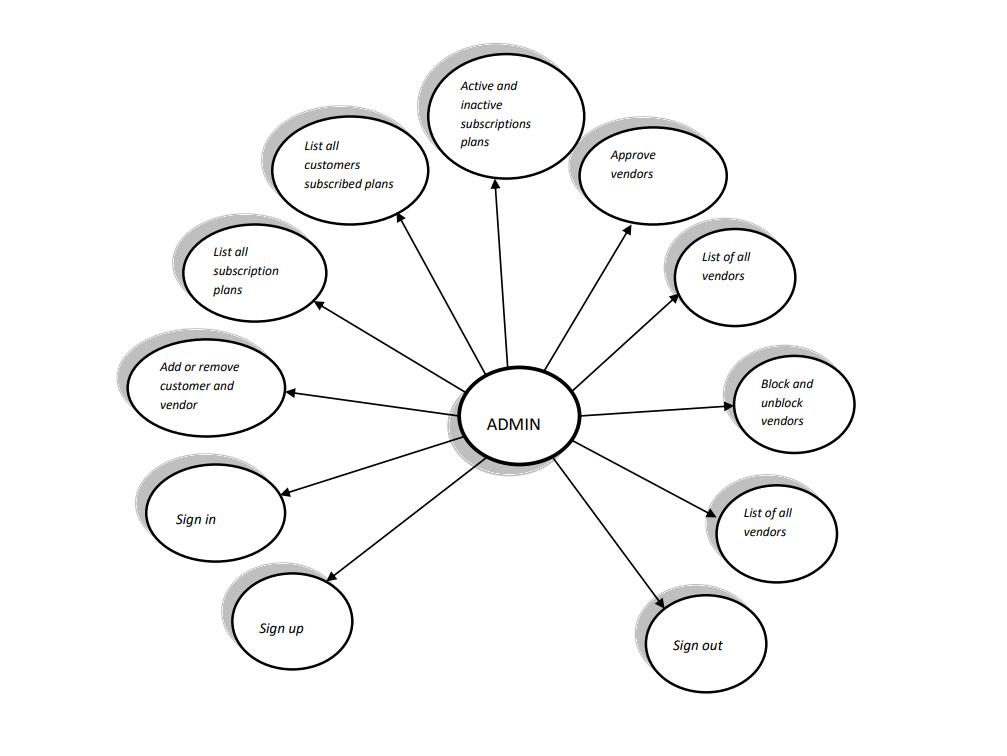 Active and
inactive
subscriptions
plans
List all
customers
subscribed plans
Approve
vendors
List all
subscription
plans
List of all
vendors
Add or remove
customer and
vendor
Block and
unblock
vendors
ADMIN
Sign in
List of all
vendors
Sign up
Sign out